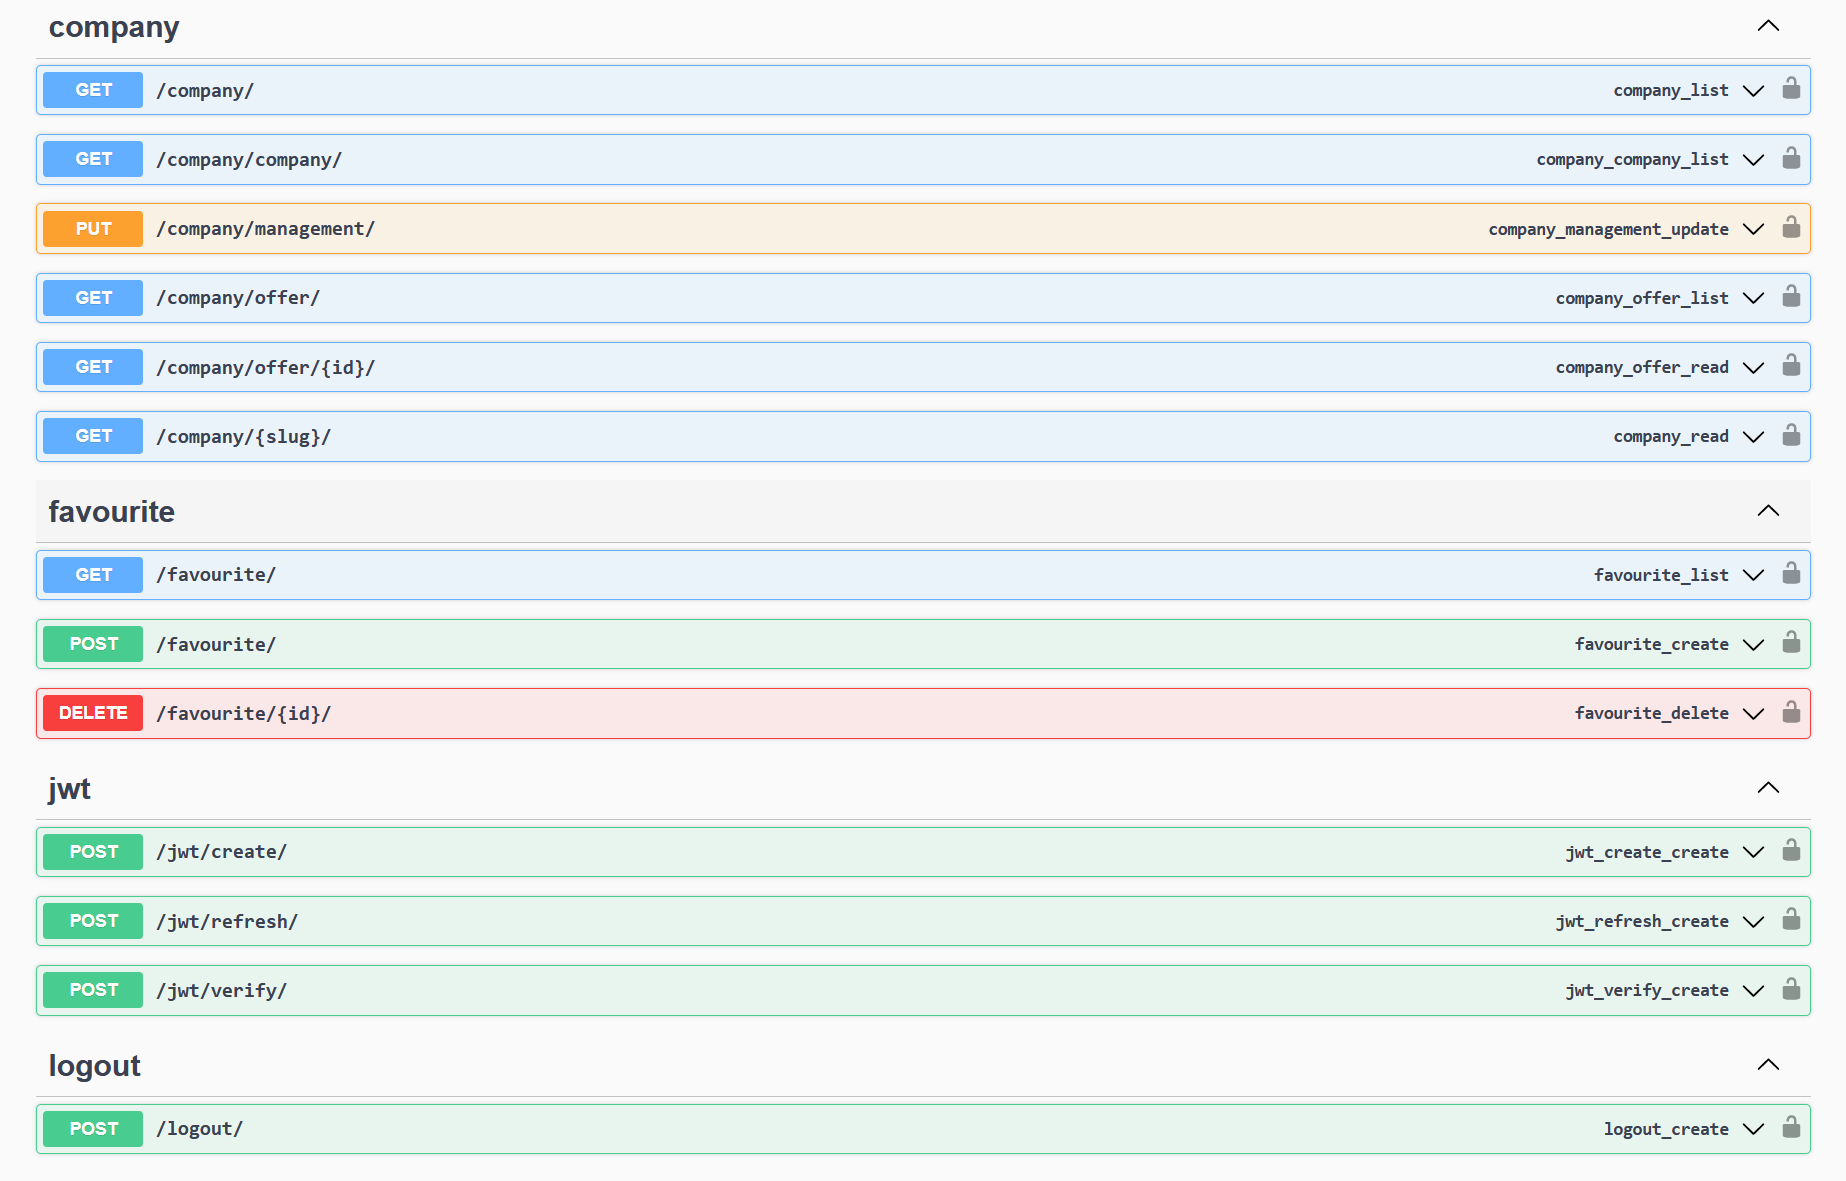 company
GET /company/ company_list
GET /company/company/ company_company_list
PUT /company/management/ company_management_update
GET /company/offer/ company_offer_list
GET /company/offer/{id}/ company_offer_read
GET /company/{slug}/ company_read
favourite
GET /favourite/ favourite_list
POST /favourite/ favourite_create
DELETE /favourite/{id}/ favourite_delete
jwt
POST /jwt/create/ jwt_create_create
POST /jwt/refresh/ jwt_refresh_create
POST /jwt/verify/ jwt_verify_create
logout
POST /logout/ logout_create